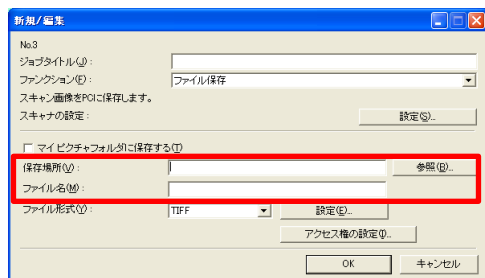 新規/編集
No.3
ジョブタイトル(J):
ファンクション(F): ファイル保存
スキャン画像をPCに保存します。
スキャナの設定: 設定(S)...
マイ ピクチャフォルダに保存する(T)
保存場所(V): 参照(B)...
ファイル名(M):
ファイル形式(Y): TIFF 設定(E)...
アクセス権の設定(I)...
OK キャンセル